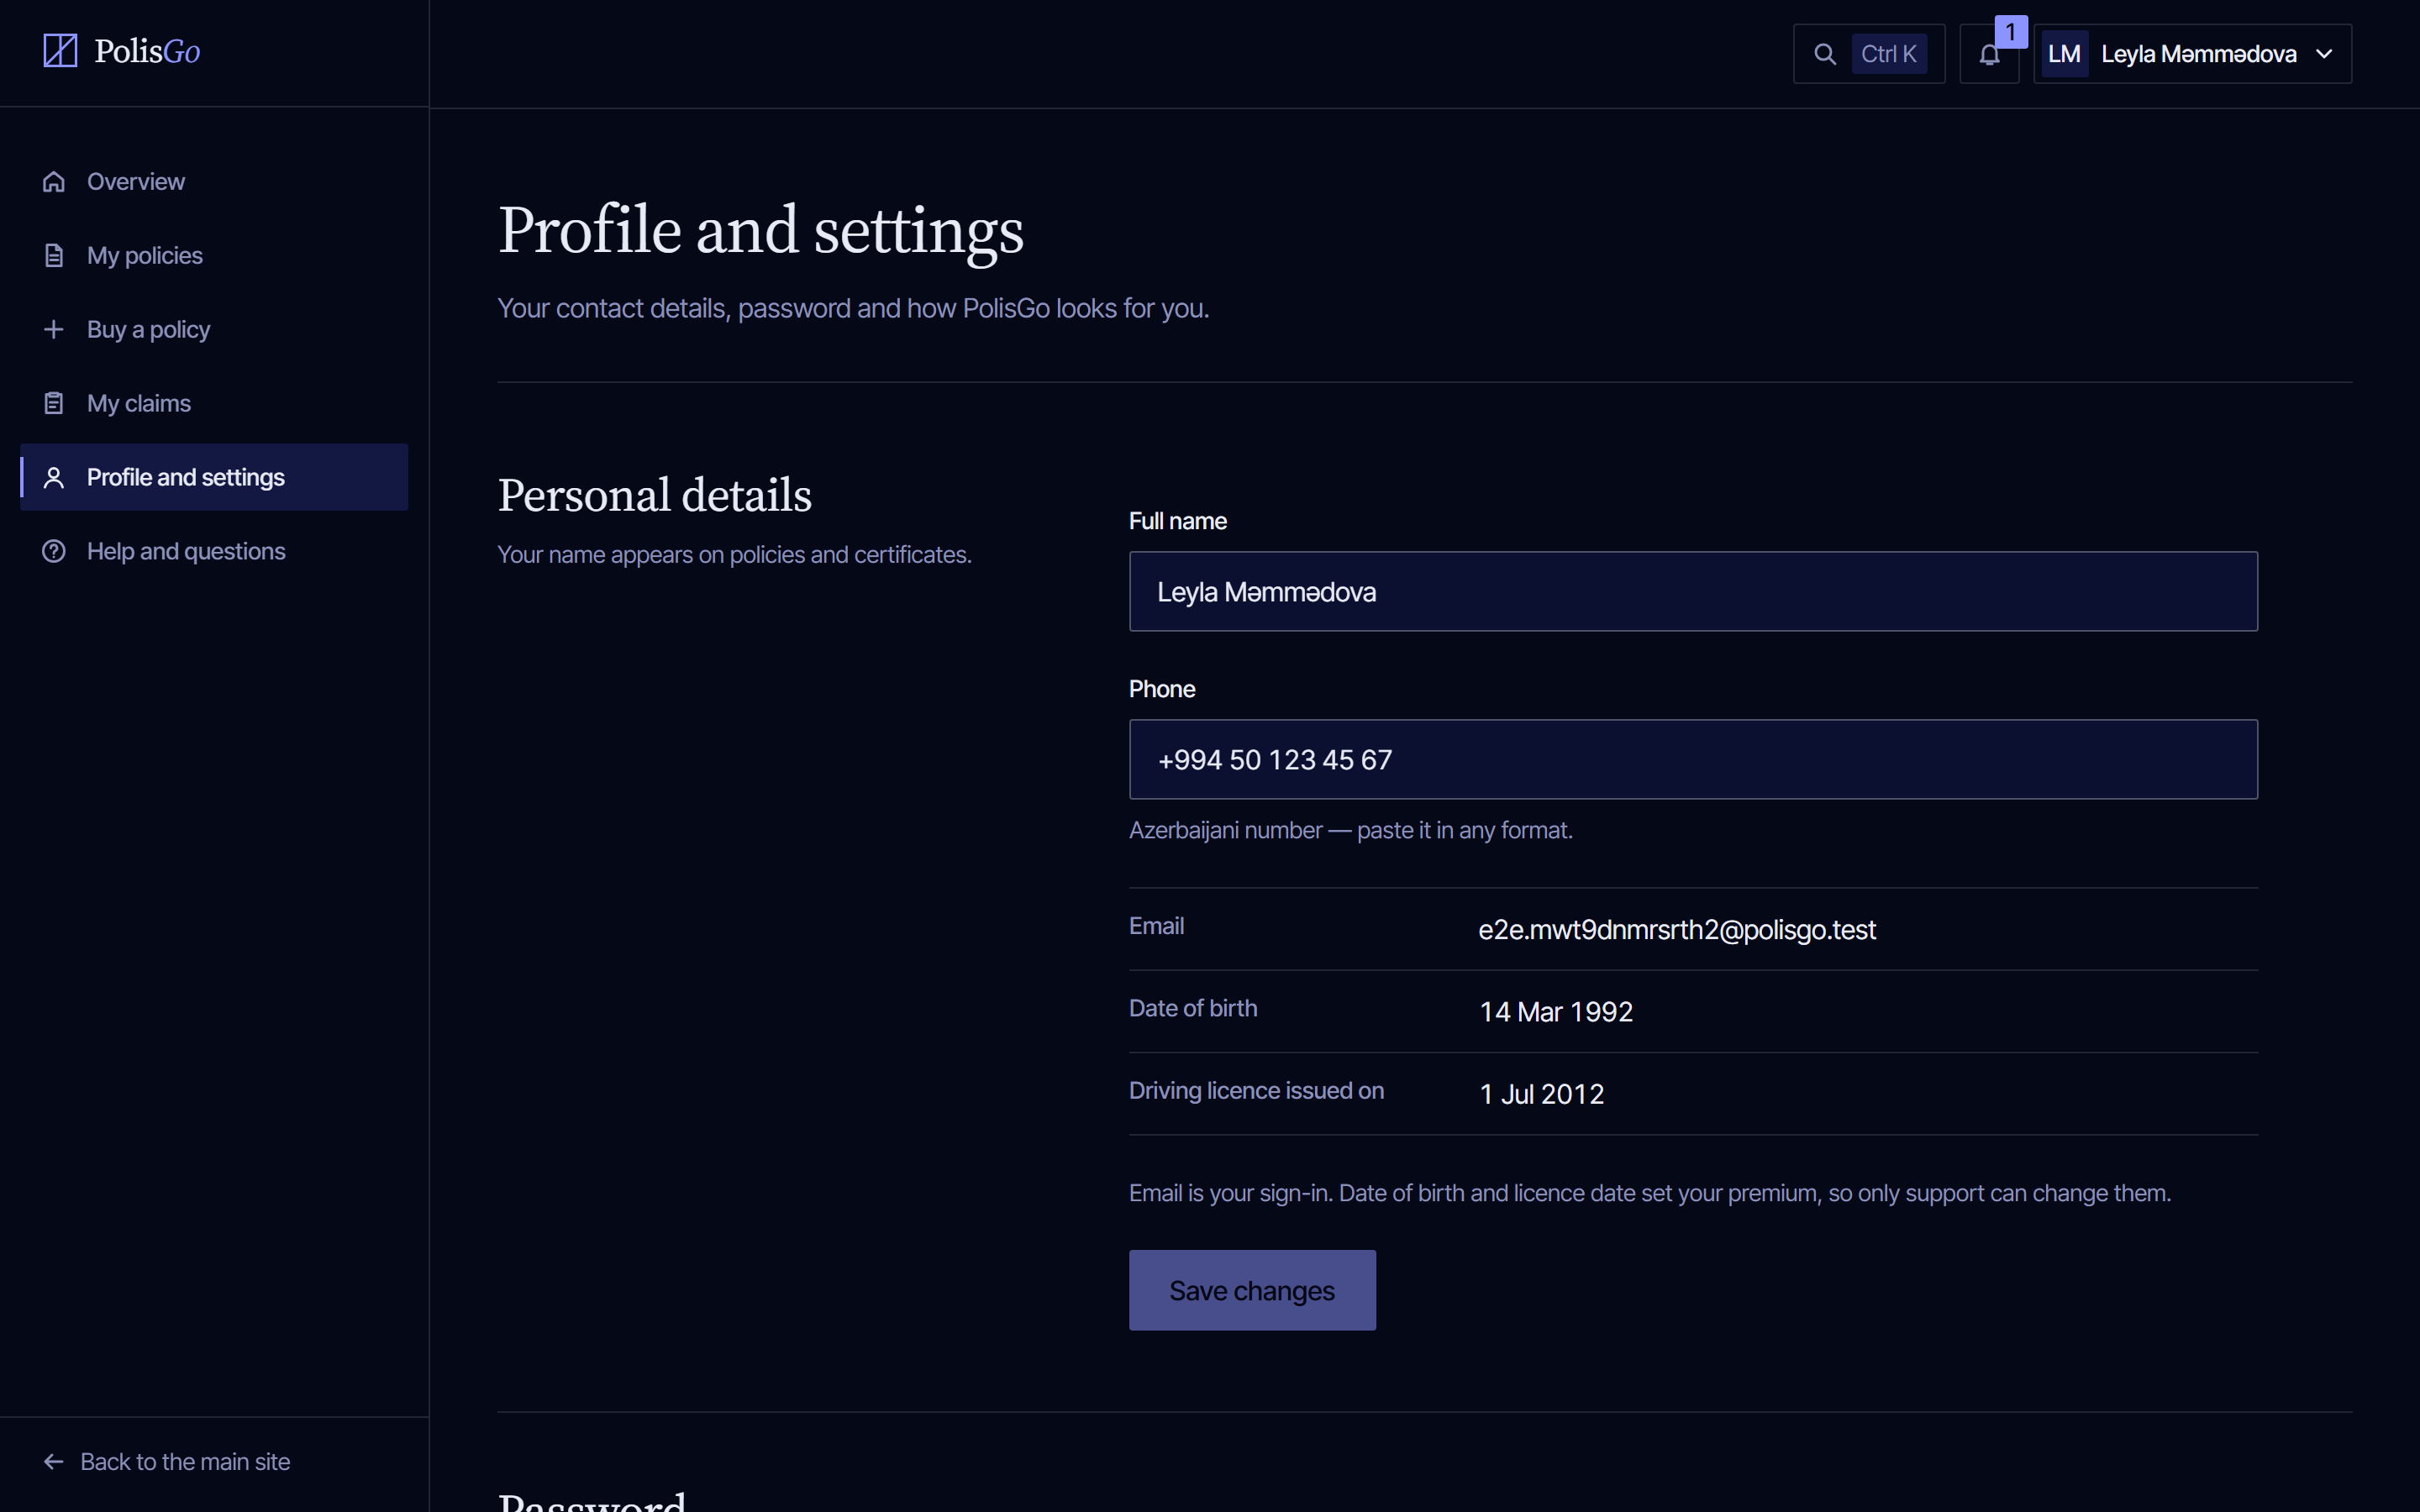 PolisGo
Ctrl K
1
LM
Leyla Məmmədova
Overview
My policies
Buy a policy
My claims
Profile and settings
Help and questions
Back to the main site
Profile and settings
Your contact details, password and how PolisGo looks for you.
Personal details
Your name appears on policies and certificates.
Full name
Leyla Məmmədova
Phone
+994 50 123 45 67
Azerbaijani number — paste it in any format.
Email
e2e.mwt9dnmrsrth2@polisgo.test
Date of birth
14 Mar 1992
Driving licence issued on
1 Jul 2012
Email is your sign-in. Date of birth and licence date set your premium, so only support can change them.
Save changes
Password